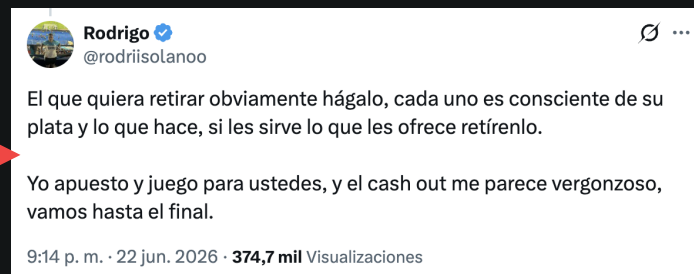 Rodrigo
@rodriisolanoo
El que quiera retirar obviamente hágalo, cada uno es consciente de su
plata y lo que hace, si les sirve lo que les ofrece retírenlo.
Yo apuesto y juego para ustedes, y el cash out me parece vergonzoso,
vamos hasta el final.
9:14 p. m. · 22 jun. 2026 · 374,7 mil Visualizaciones